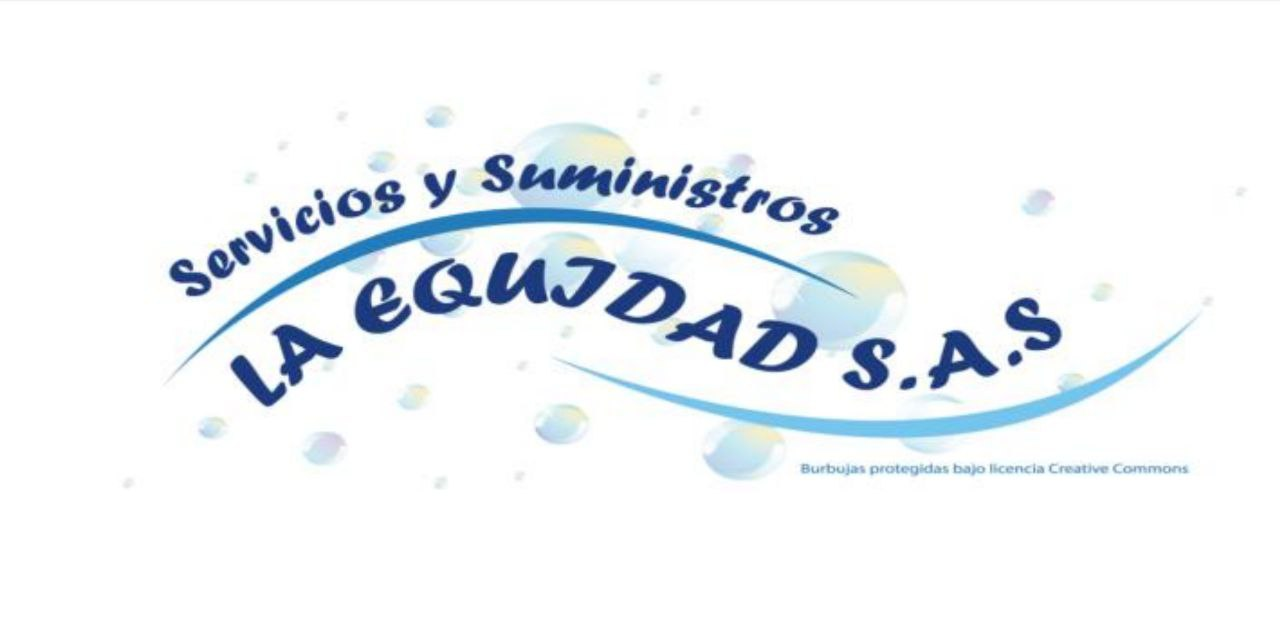 Servicios y Suministros
LA EQUIDAD S.A.S
Burbujas protegidas bajo licencia Creative Commons